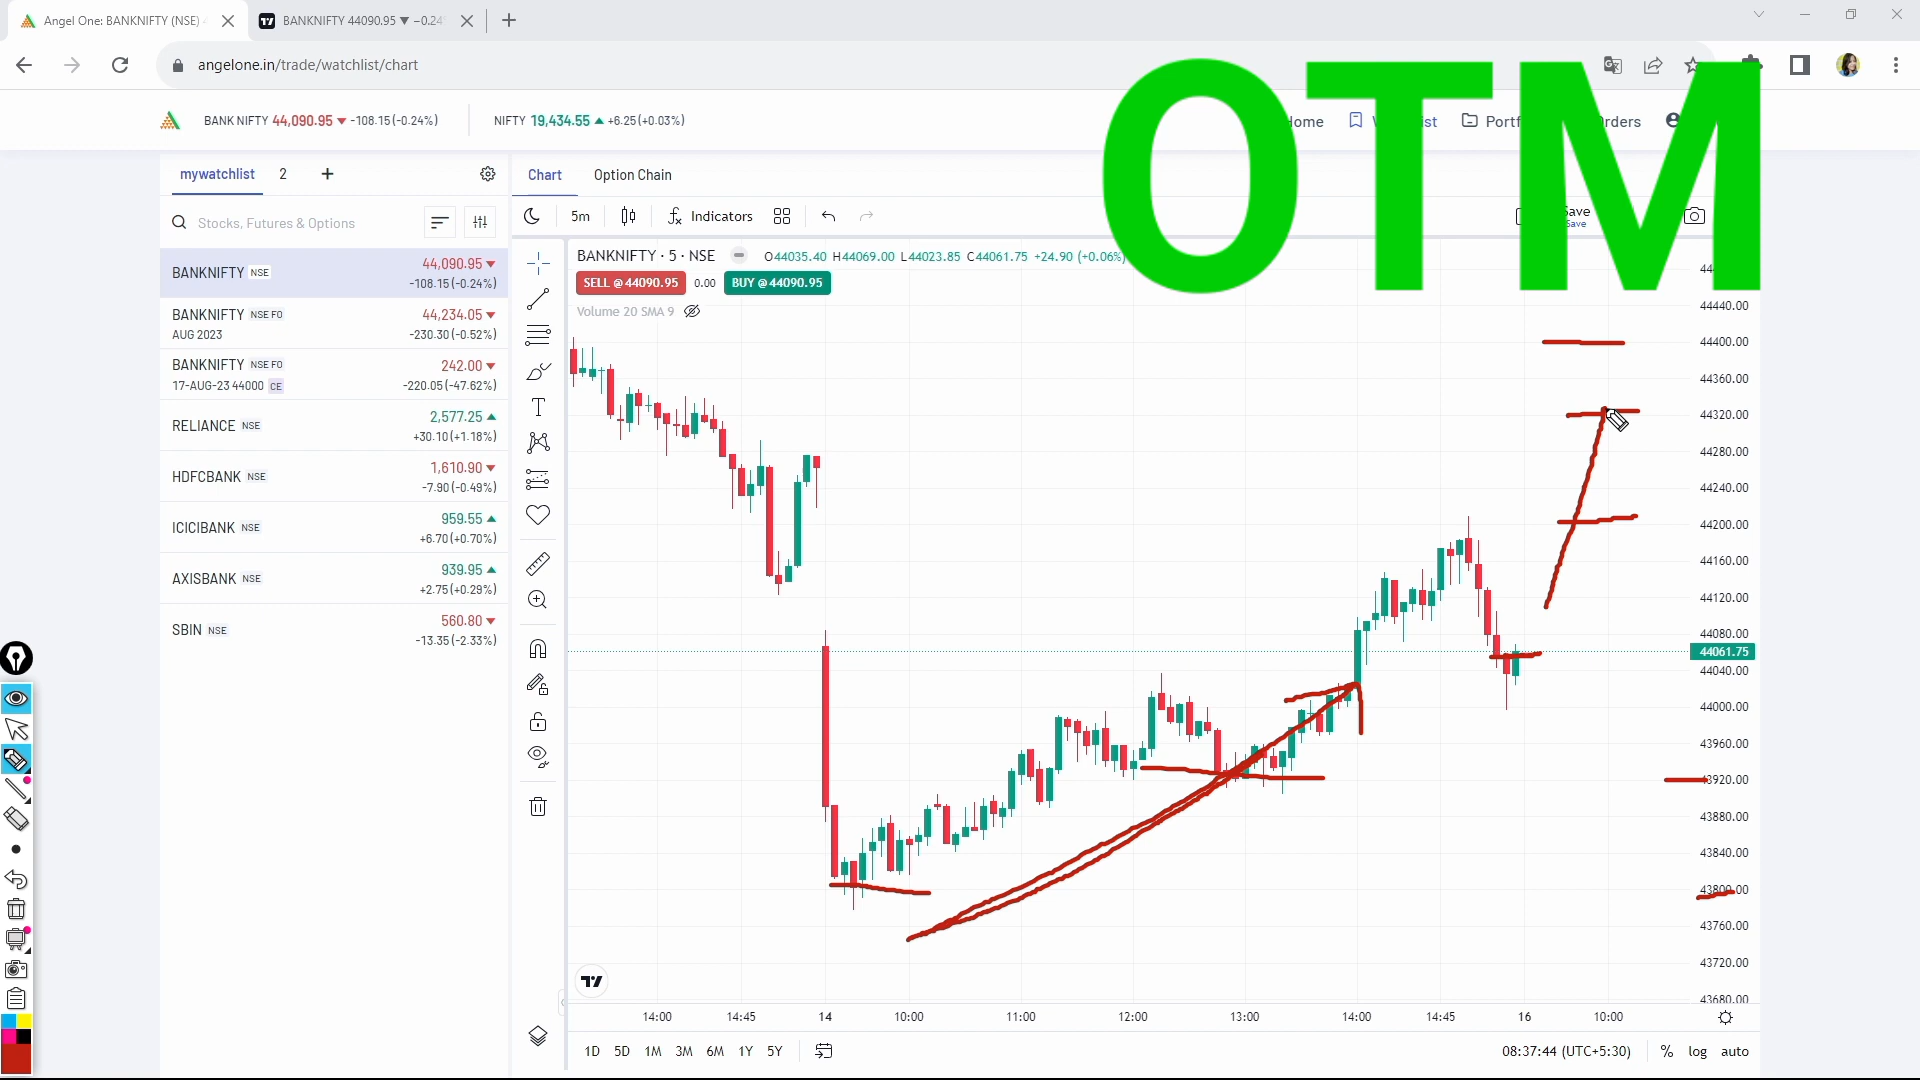 Angel One: BANKNIFTY (NSE) 4
BANKNIFTY 44090.95 ▼ −0.24
angelone.in/trade/watchlist/chart
OTM
BANK NIFTY 44,090.95 ▼ -108.15(-0.24%)
NIFTY 19,434.55 ▲ +6.25(+0.03%)
mywatchlist 2 +
Chart Option Chain
Stocks, Futures & Options
5m Indicators
Save
Save
BANKNIFTY NSE 44,090.95 ▼
-108.15(-0.24%)
BANKNIFTY NSE FO 44,234.05 ▼
AUG 2023 -230.30(-0.52%)
BANKNIFTY NSE FO 242.00 ▼
17-AUG-23 44000 CE -220.05(-47.62%)
RELIANCE NSE 2,577.25 ▲
+30.10(+1.18%)
HDFCBANK NSE 1,610.90 ▼
-7.90(-0.49%)
ICICIBANK NSE 959.55 ▲
+6.70(+0.70%)
AXISBANK NSE 939.95 ▲
+2.75(+0.29%)
SBIN NSE 560.80 ▼
-13.35(-2.33%)
BANKNIFTY · 5 · NSE O44035.40 H44069.00 L44023.85 C44061.75 +24.90 (+0.06%)
SELL @ 44090.95 0.00 BUY @ 44090.95
Volume 20 SMA 9
44440.00
44400.00
44360.00
44320.00
44280.00
44240.00
44200.00
44160.00
44120.00
44080.00
44061.75
44040.00
44000.00
43960.00
43920.00
43880.00
43840.00
43800.00
43760.00
43720.00
43680.00
14:00 14:45 14 10:00 11:00 12:00 13:00 14:00 14:45 16 10:00
1D 5D 1M 3M 6M 1Y 5Y
08:37:44 (UTC+5:30) % log auto